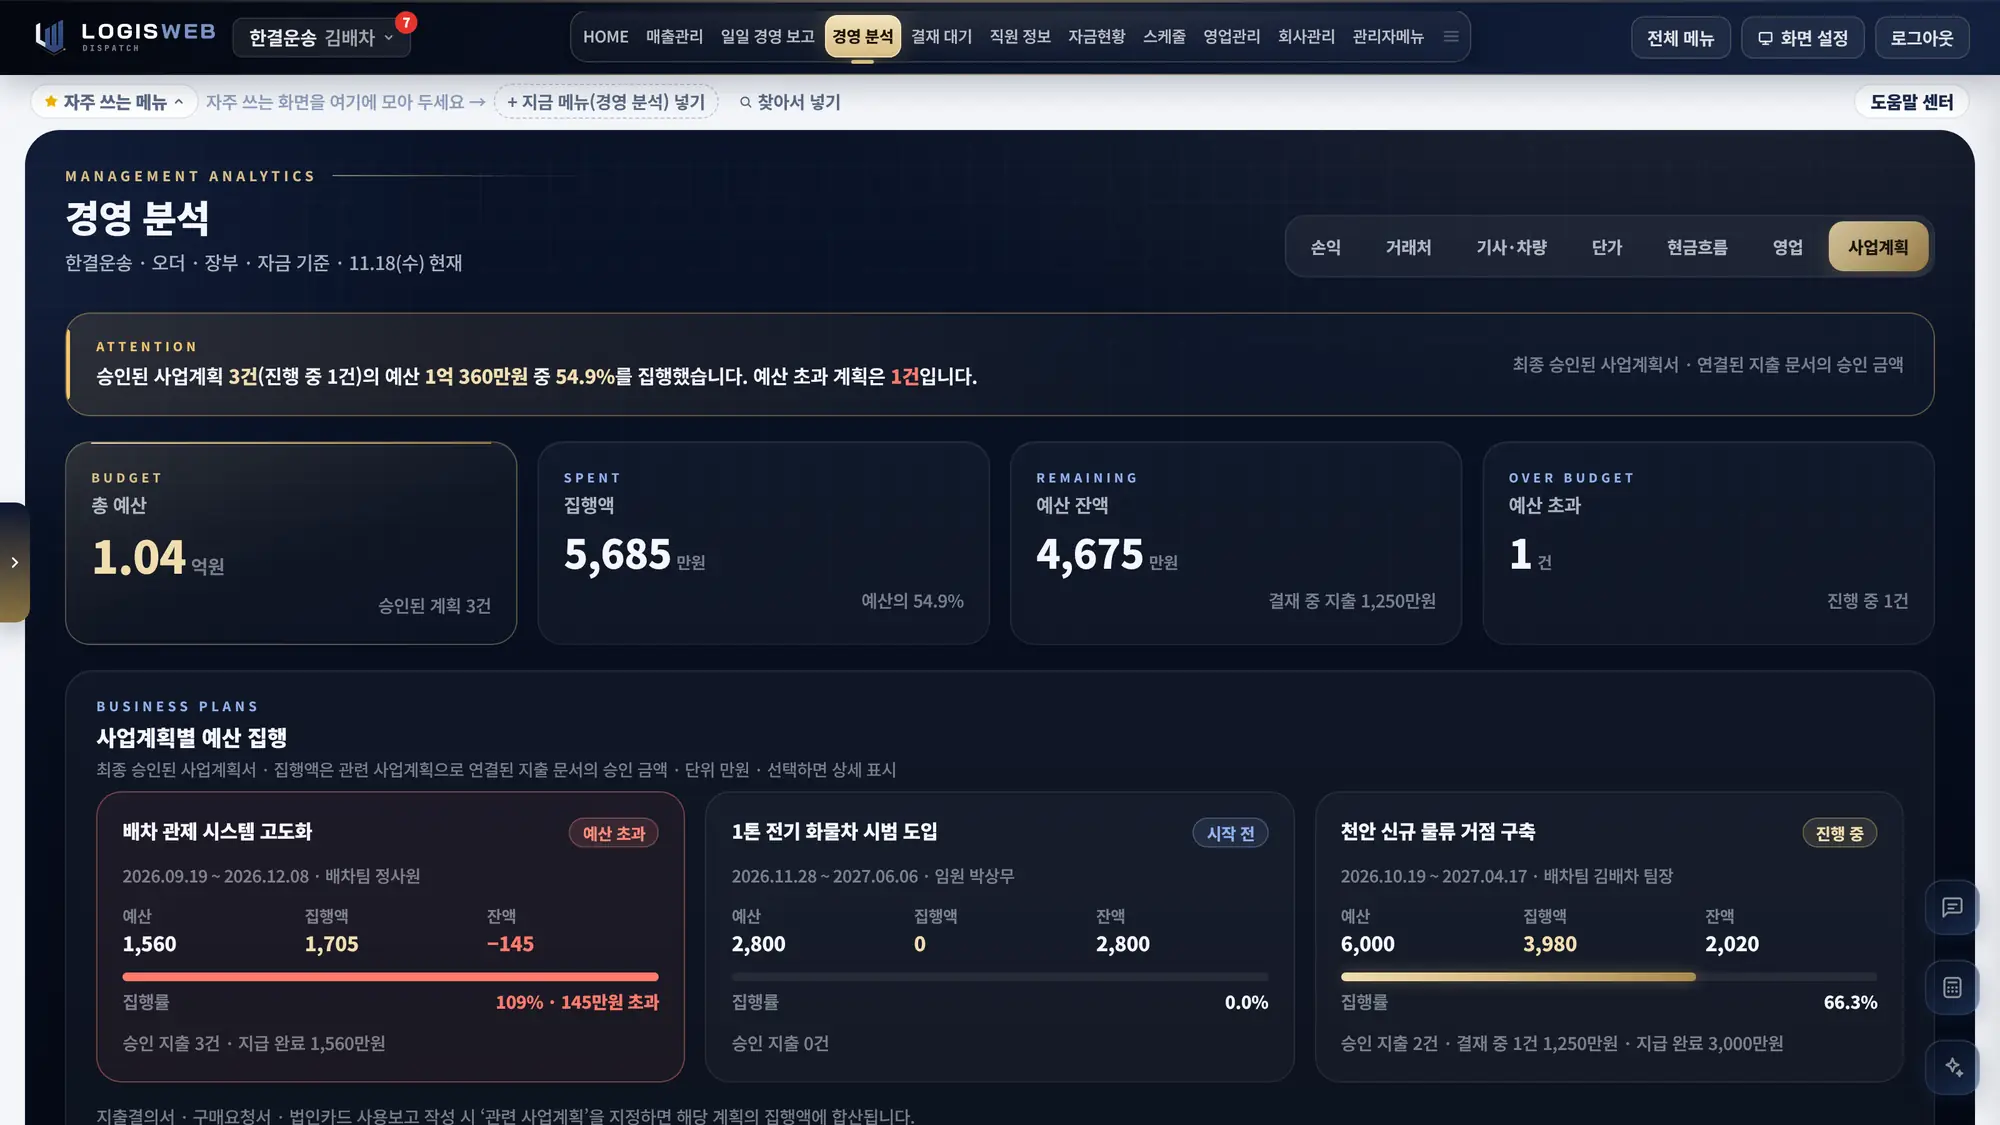 LOGISWEB
DISPATCH
한결운송 김배차
7
HOME 매출관리 일일 경영 보고 경영 분석 결재 대기 직원 정보 자금현황 스케줄 영업관리 회사관리 관리자메뉴
전체 메뉴
화면 설정
로그아웃
자주 쓰는 메뉴
자주 쓰는 화면을 여기에 모아 두세요 →
+ 지금 메뉴(경영 분석) 넣기
찾아서 넣기
도움말 센터
MANAGEMENT ANALYTICS
경영 분석
한결운송 · 오더 · 장부 · 자금 기준 · 11.18(수) 현재
손익 거래처 기사·차량 단가 현금흐름 영업 사업계획
ATTENTION
승인된 사업계획 3건(진행 중 1건)의 예산 1억 360만원 중 54.9%를 집행했습니다. 예산 초과 계획은 1건입니다.
최종 승인된 사업계획서 · 연결된 지출 문서의 승인 금액
BUDGET
총 예산
1.04 억원
승인된 계획 3건
SPENT
집행액
5,685 만원
예산의 54.9%
REMAINING
예산 잔액
4,675 만원
결재 중 지출 1,250만원
OVER BUDGET
예산 초과
1 건
진행 중 1건
BUSINESS PLANS
사업계획별 예산 집행
최종 승인된 사업계획서 · 집행액은 관련 사업계획으로 연결된 지출 문서의 승인 금액 · 단위 만원 · 선택하면 상세 표시
배차 관제 시스템 고도화
예산 초과
2026.09.19 ~ 2026.12.08 · 배차팀 정사원
예산 집행액 잔액
1,560 1,705 −145
집행률 109% · 145만원 초과
승인 지출 3건 · 지급 완료 1,560만원
1톤 전기 화물차 시범 도입
시작 전
2026.11.28 ~ 2027.06.06 · 임원 박상무
예산 집행액 잔액
2,800 0 2,800
집행률 0.0%
승인 지출 0건
천안 신규 물류 거점 구축
진행 중
2026.10.19 ~ 2027.04.17 · 배차팀 김배차 팀장
예산 집행액 잔액
6,000 3,980 2,020
집행률 66.3%
승인 지출 2건 · 결재 중 1건 1,250만원 · 지급 완료 3,000만원
지출결의서 · 구매요청서 · 법인카드 사용보고 작성 시 ‘관련 사업계획’을 지정하면 해당 계획의 집행액에 합산됩니다.